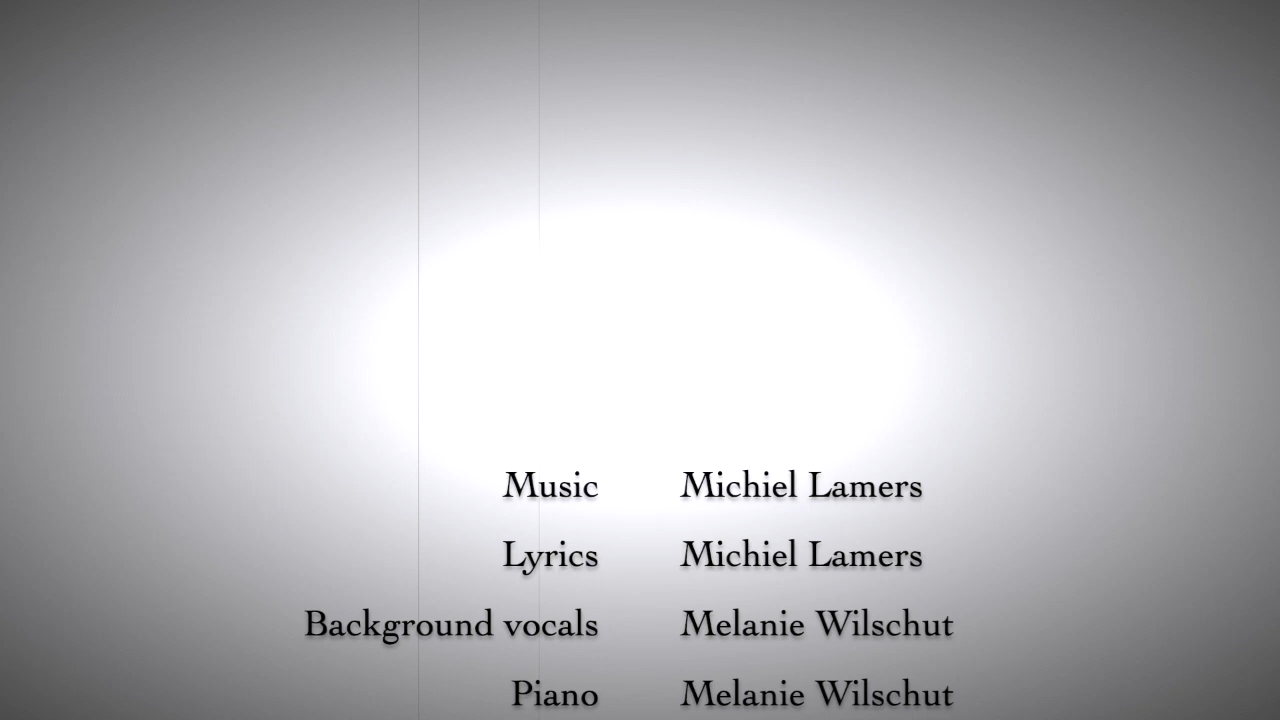 Music Michiel Lamers
Lyrics Michiel Lamers
Background vocals Melanie Wilschut
Piano Melanie Wilschut